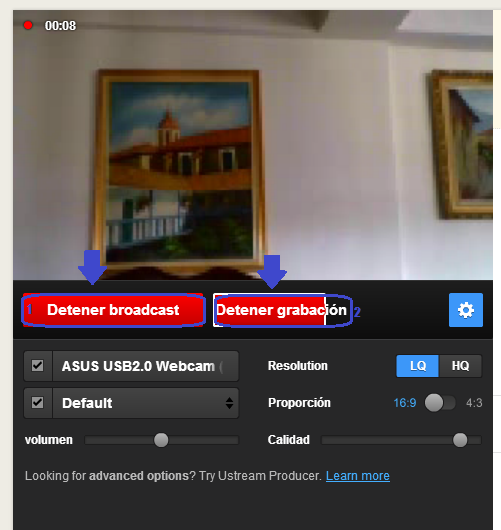 00:08
1 Detener broadcast Detener grabación 2
ASUS USB2.0 Webcam (
Resolution LQ HQ
Default
Proporción 16:9 4:3
volumen
Calidad
Looking for advanced options? Try Ustream Producer. Learn more